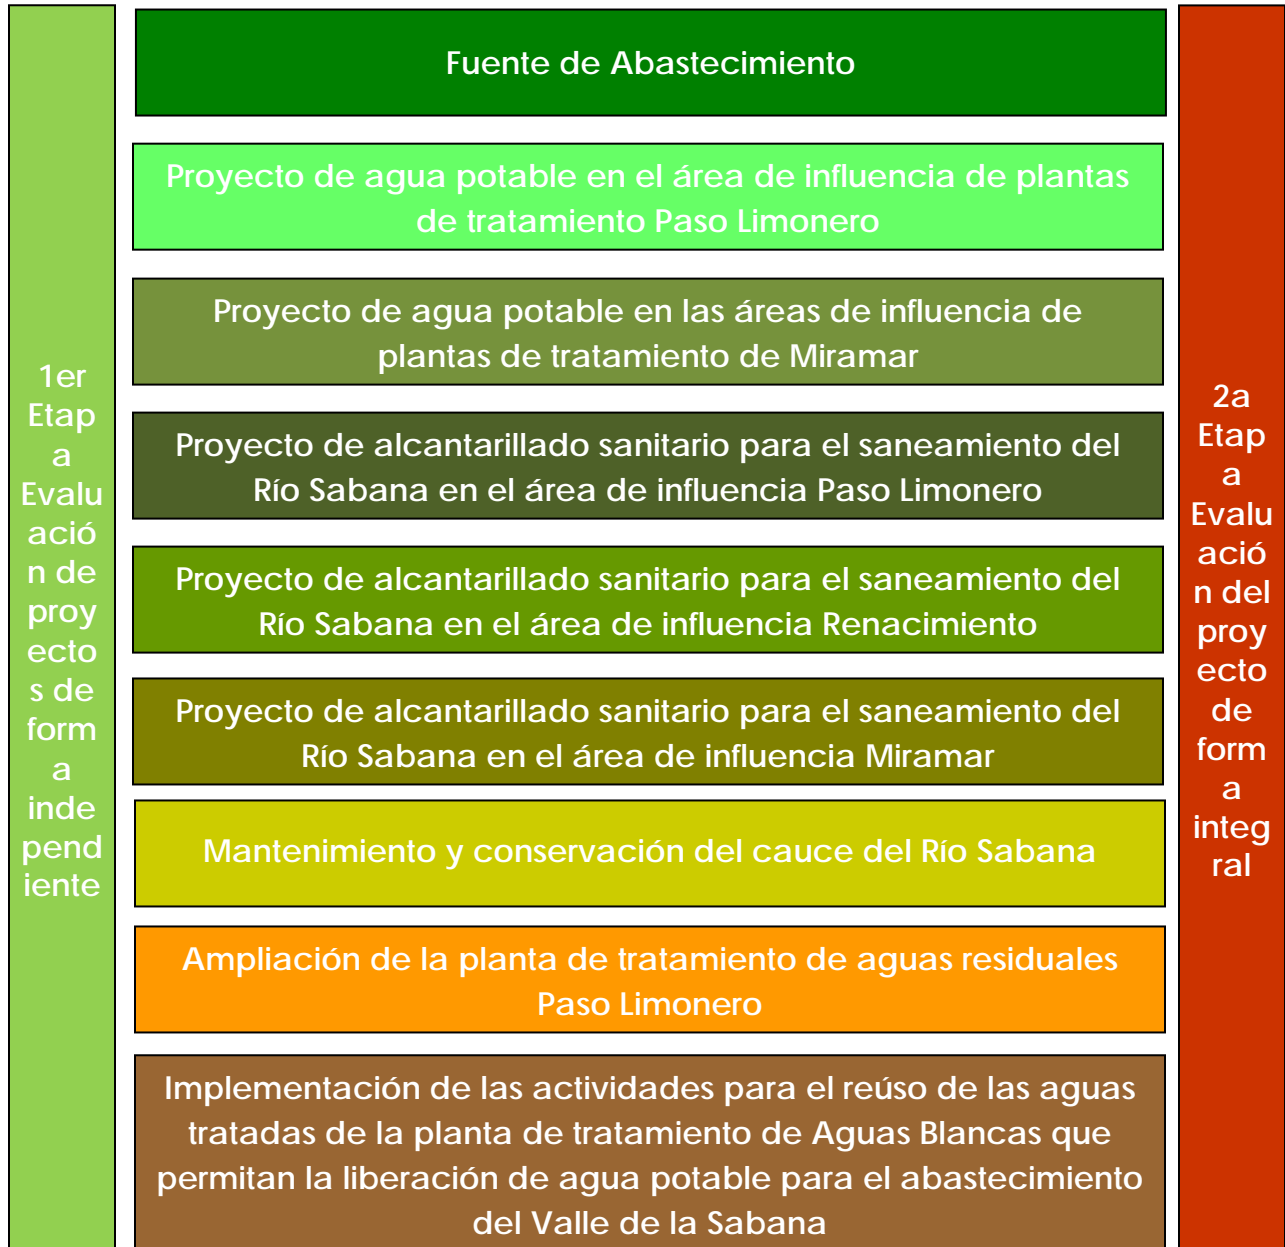 1er
Etap
a
Evalu
ació
n de
proy
ecto
s de
form
a
inde
pend
iente
Fuente de Abastecimiento
Proyecto de agua potable en el área de influencia de plantas
de tratamiento Paso Limonero
Proyecto de agua potable en las áreas de influencia de
plantas de tratamiento de Miramar
Proyecto de alcantarillado sanitario para el saneamiento del
Río Sabana en el área de influencia Paso Limonero
Proyecto de alcantarillado sanitario para el saneamiento del
Río Sabana en el área de influencia Renacimiento
Proyecto de alcantarillado sanitario para el saneamiento del
Río Sabana en el área de influencia Miramar
Mantenimiento y conservación del cauce del Río Sabana
Ampliación de la planta de tratamiento de aguas residuales
Paso Limonero
Implementación de las actividades para el reúso de las aguas
tratadas de la planta de tratamiento de Aguas Blancas que
permitan la liberación de agua potable para el abastecimiento
del Valle de la Sabana
2a
Etap
a
Evalu
ació
n del
proy
ecto
de
form
a
integ
ral